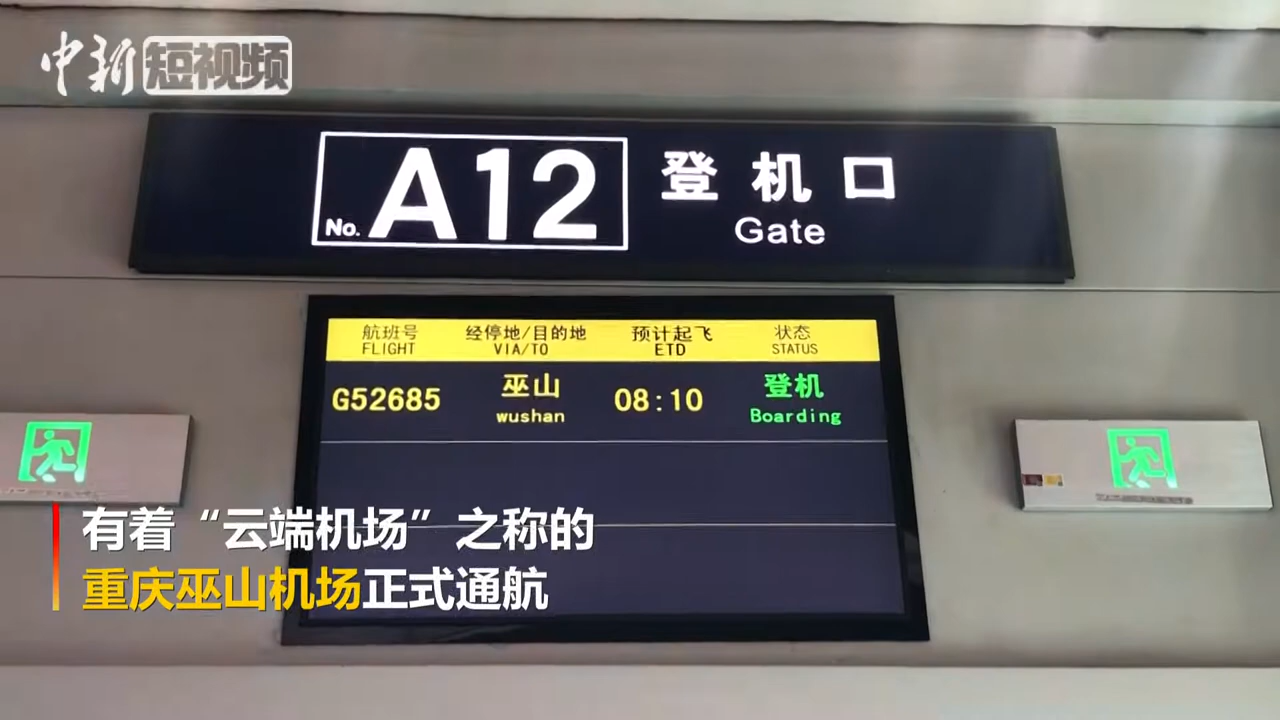 中新短视频
No. A12 登机口
Gate
航班号 经停地/目的地 预计起飞 状态
FLIGHT VIA/TO ETD STATUS
G52685 巫山 08:10 登机
wushan Boarding
有着“云端机场”之称的
重庆巫山机场正式通航